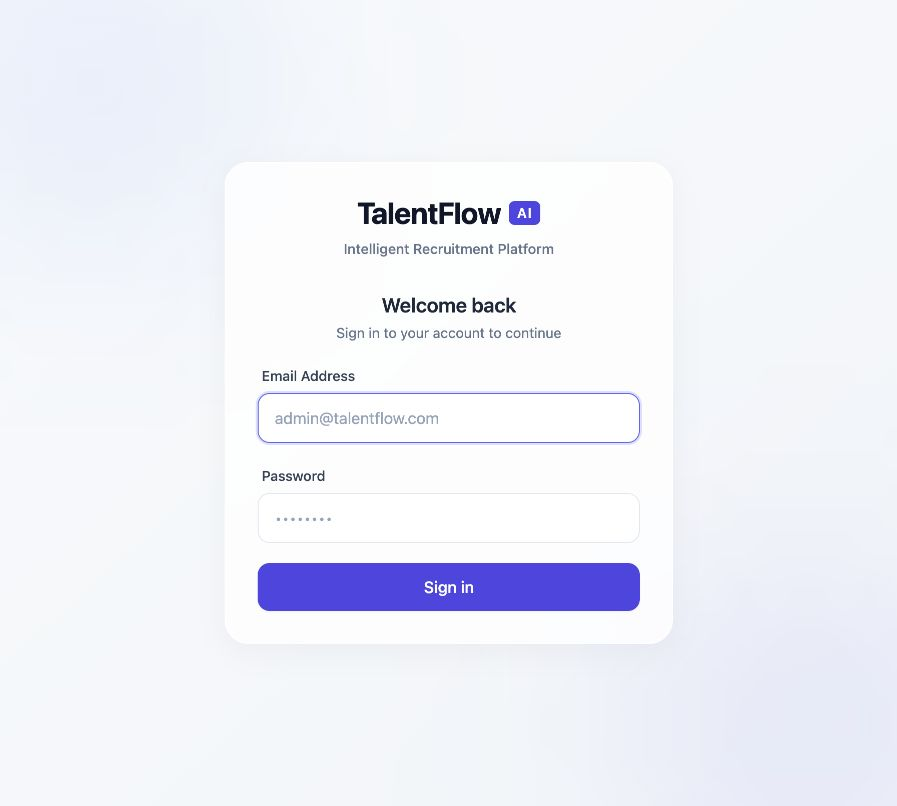 TalentFlow AI
Intelligent Recruitment Platform
Welcome back
Sign in to your account to continue
Email Address
admin@talentflow.com
Password
••••••••
Sign in